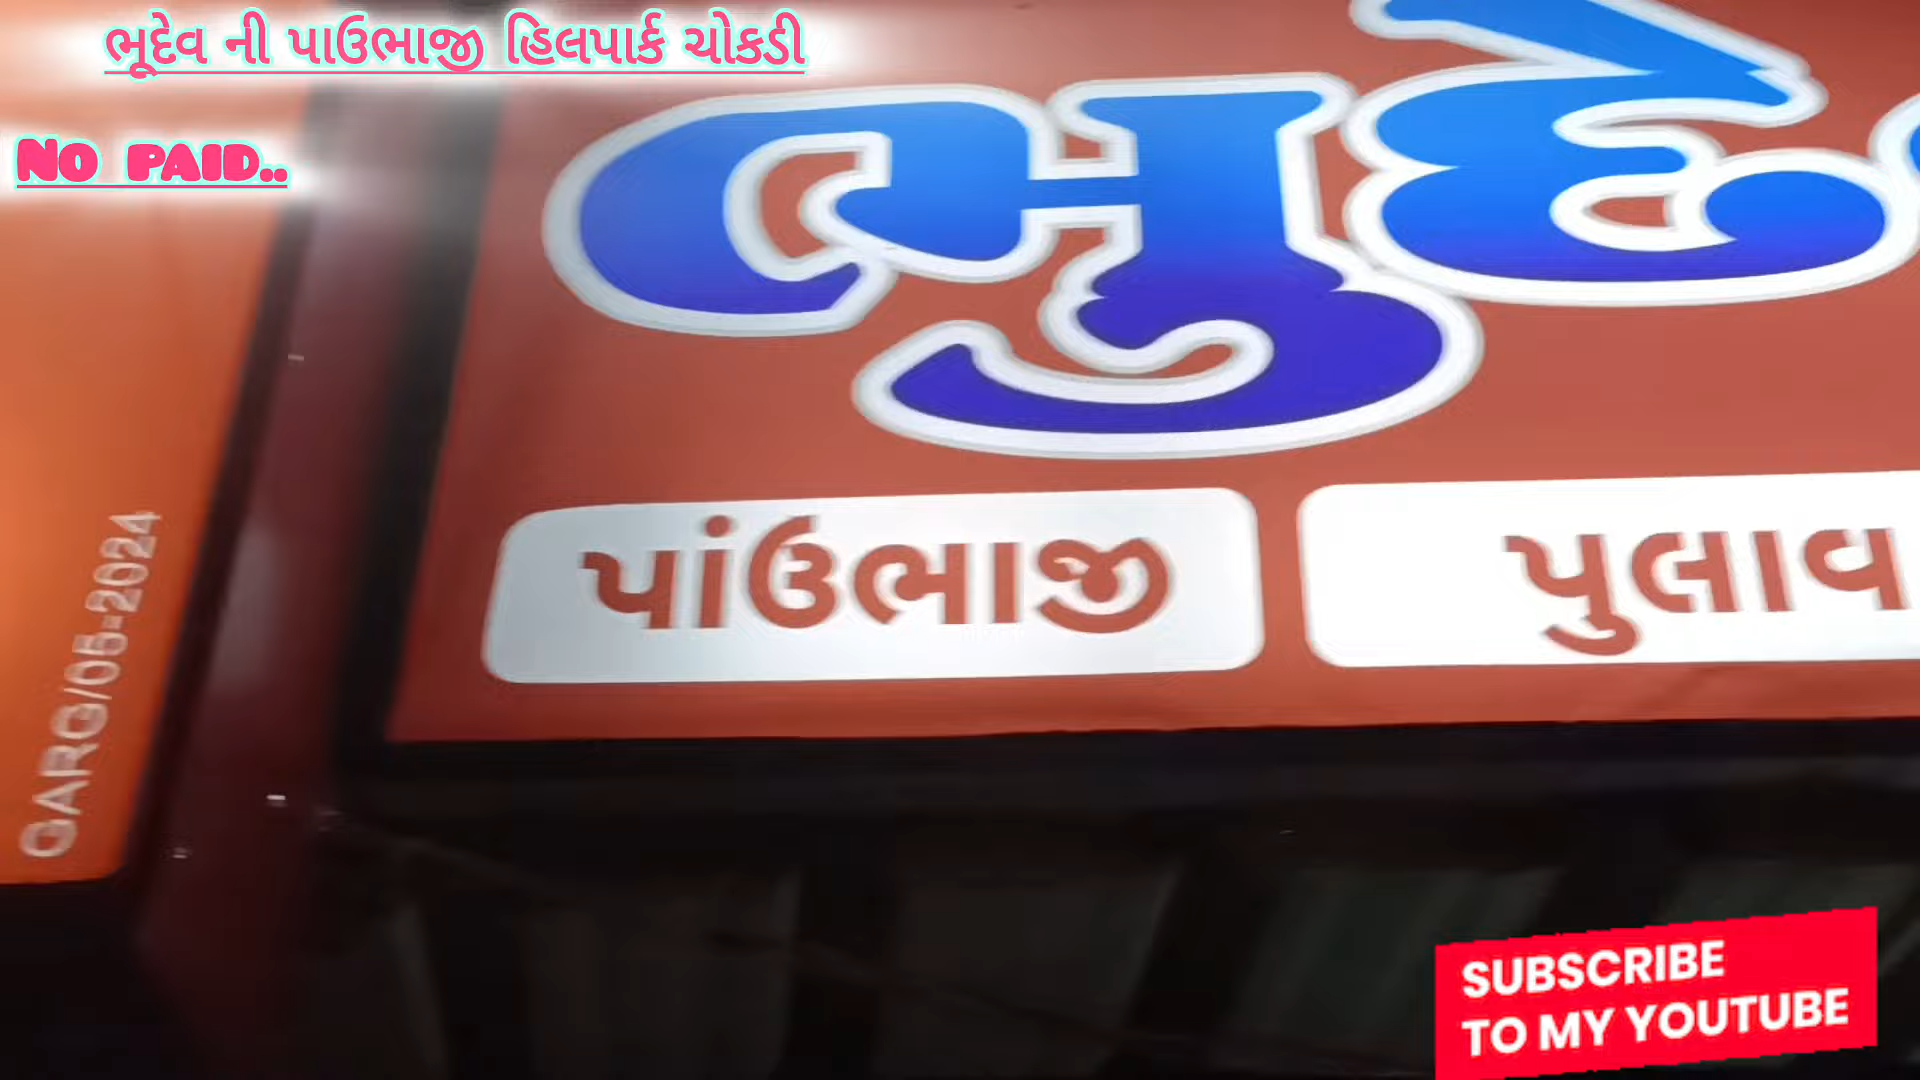 ભૂદેવ ની પાઉભાજી હિલપાર્ક ચોકડી
No paid..
ભુદે
પાંઉભાજી
પુલાવ
GARG/05-2024
SUBSCRIBE
TO MY YOUTUBE